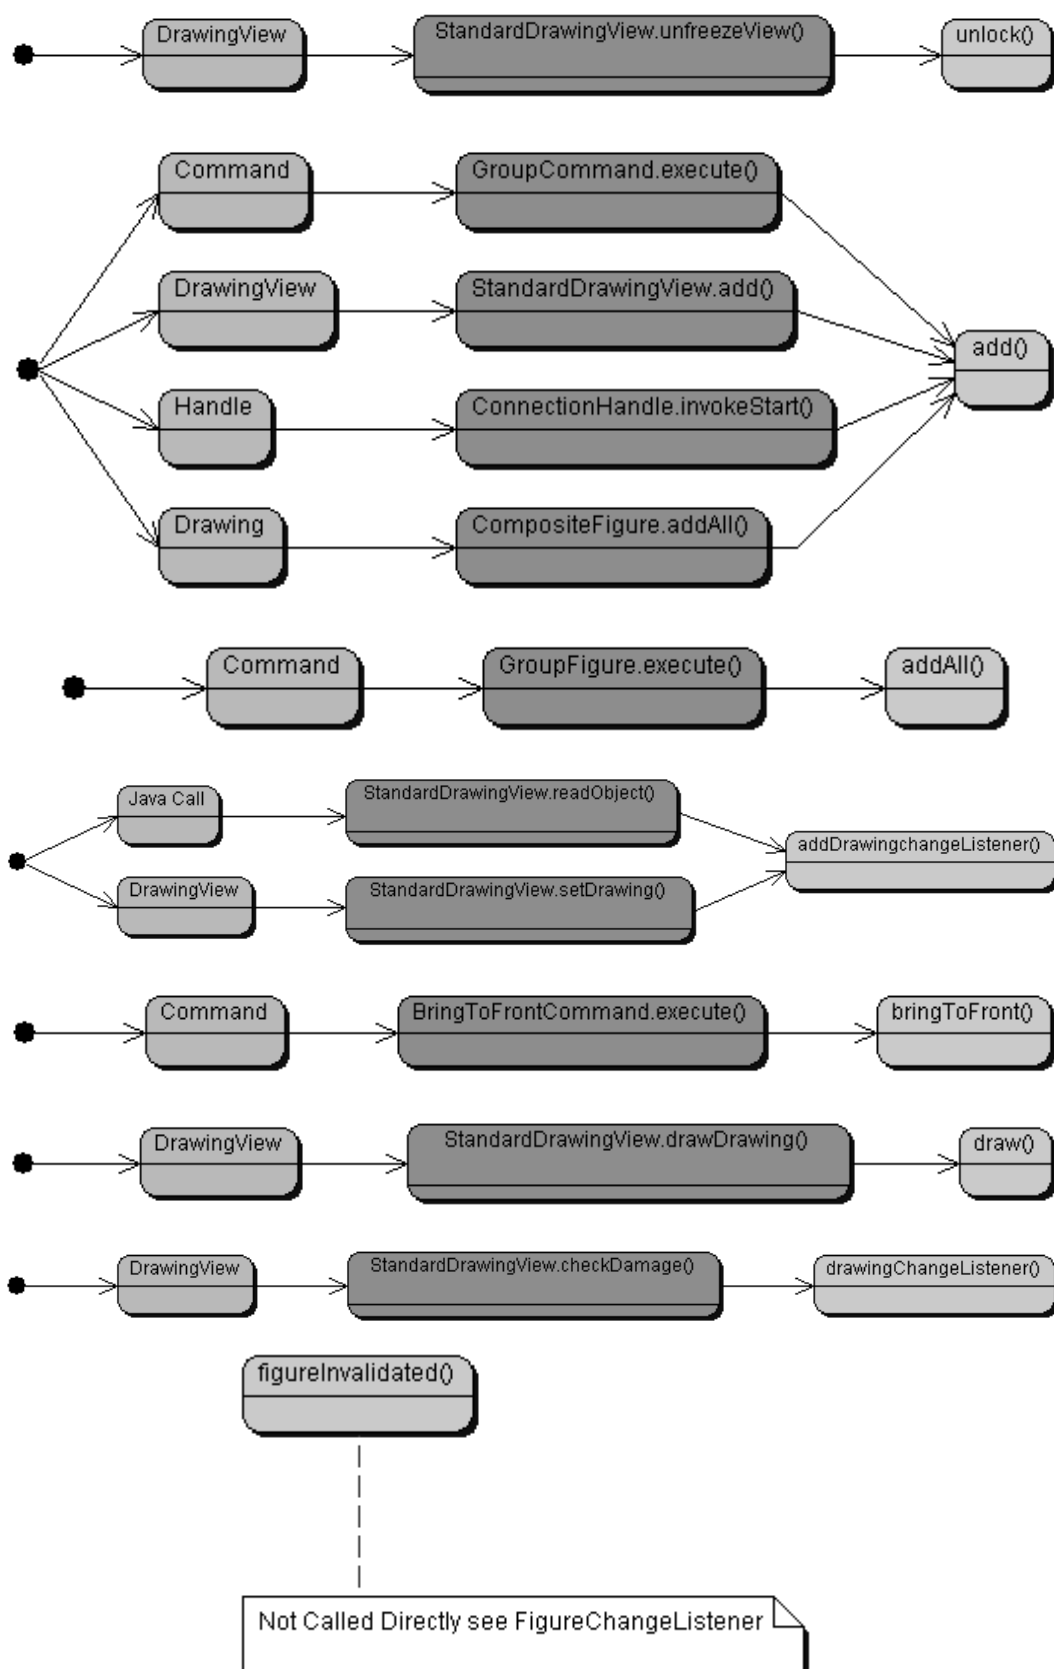 DrawingView
StandardDrawingView.unfreezeView()
unlock()
Command
GroupCommand.execute()
DrawingView
StandardDrawingView.add()
add()
Handle
ConnectionHandle.invokeStart()
Drawing
CompositeFigure.addAll()
Command
GroupFigure.execute()
addAll()
Java Call
StandardDrawingView.readObject()
addDrawingchangeListener()
DrawingView
StandardDrawingView.setDrawing()
Command
BringToFrontCommand.execute()
bringToFront()
DrawingView
StandardDrawingView.drawDrawing()
draw()
DrawingView
StandardDrawingView.checkDamage()
drawingChangeListener()
figureInvalidated()
Not Called Directly see FigureChangeListener